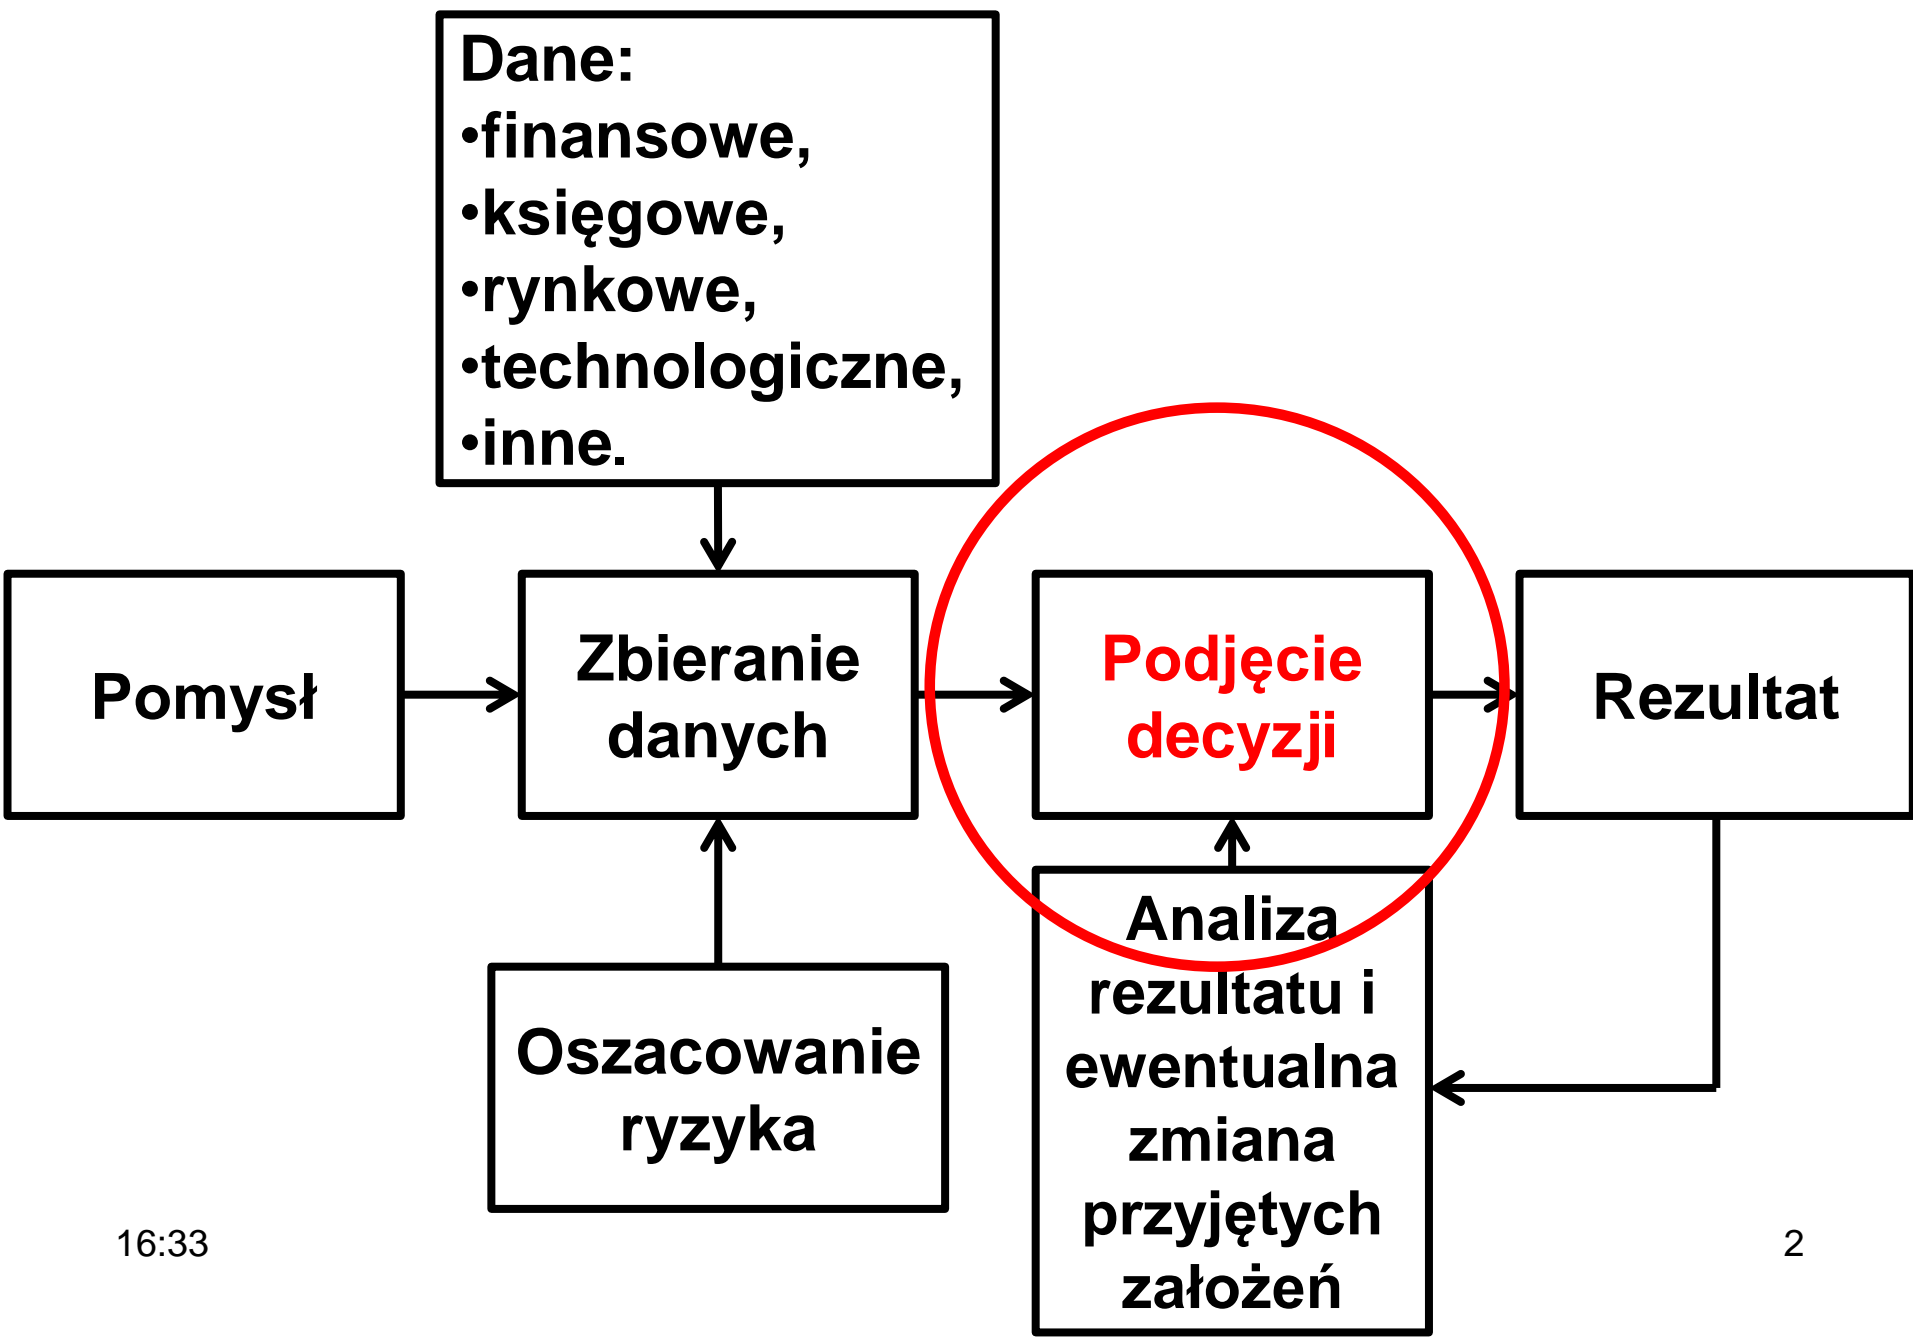 Dane:
•finansowe,
•księgowe,
•rynkowe,
•technologiczne,
•inne.
Pomysł
Zbieranie
danych
Podjęcie
decyzji
Rezultat
Oszacowanie
ryzyka
Analiza
rezultatu i
ewentualna
zmiana
przyjętych
założeń
16:33
2